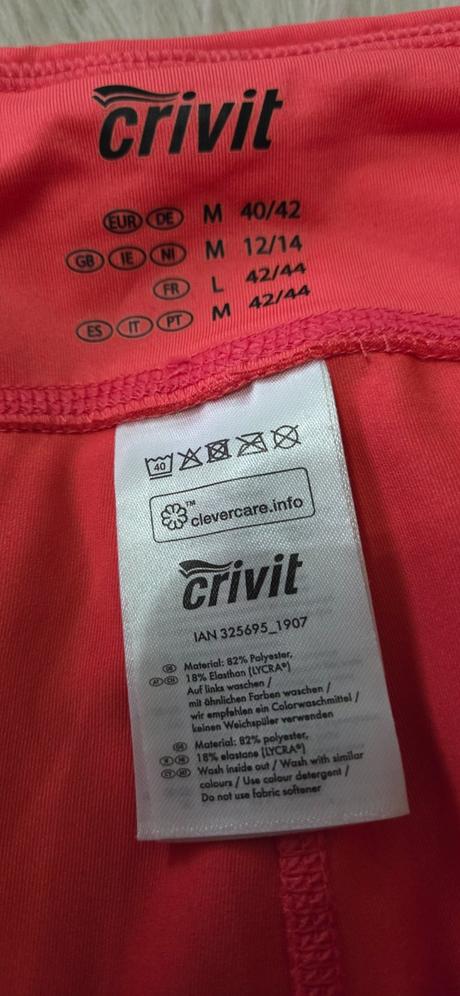 crivit
EUR DE M 40/42
GB IE NI M 12/14
FR L 42/44
ES IT PT M 42/44
40
™ clevercare.info
crivit
IAN 325695_1907
Material: 82% Polyester,
18% Elasthan (LYCRA®)
Auf links waschen /
mit ähnlichen Farben waschen /
wir empfehlen ein Colorwaschmittel /
keinen Weichspüler verwenden
Material: 82% polyester,
18% elastane (LYCRA®)
Wash inside out / Wash with similar
colours / Use colour detergent /
Do not use fabric softener